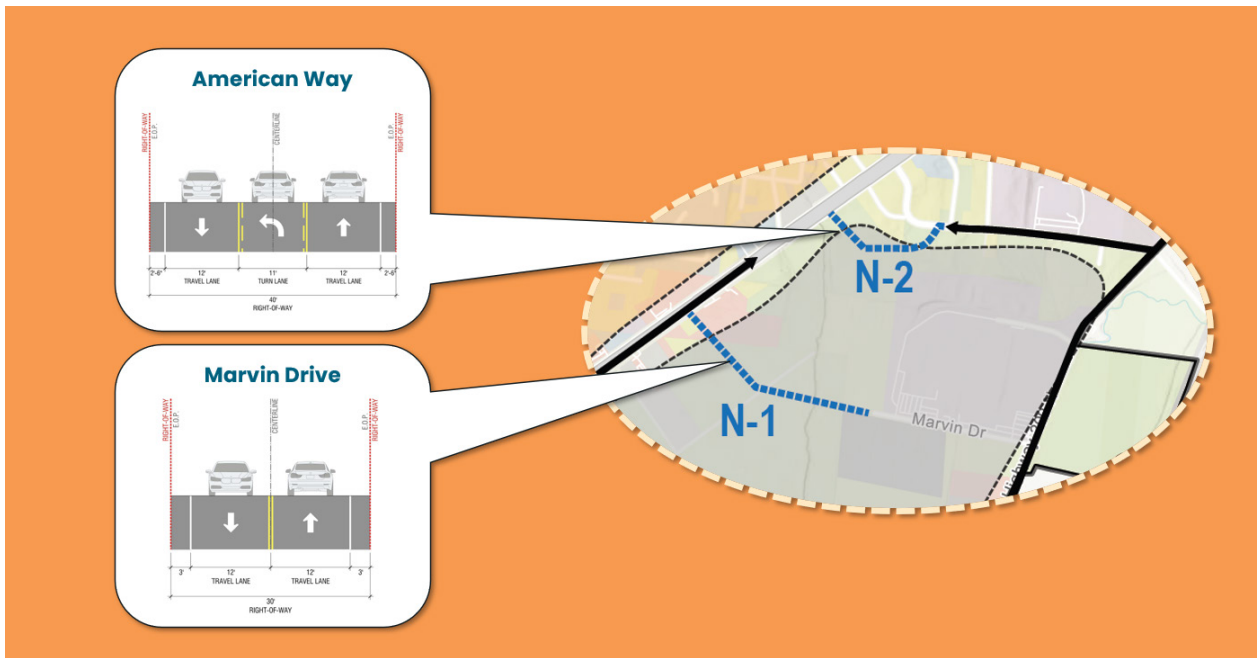 American Way
RIGHT-OF-WAY
E.O.P.
CENTERLINE
E.O.P.
RIGHT-OF-WAY
2'-6"
12'
TRAVEL LANE
11'
TURN LANE
12'
TRAVEL LANE
2'-6"
40'
RIGHT-OF-WAY
Marvin Drive
RIGHT-OF-WAY
E.O.P.
CENTERLINE
E.O.P.
RIGHT-OF-WAY
3'
12'
TRAVEL LANE
12'
TRAVEL LANE
3'
30'
RIGHT-OF-WAY
N-2
N-1
Marvin Dr
Highway